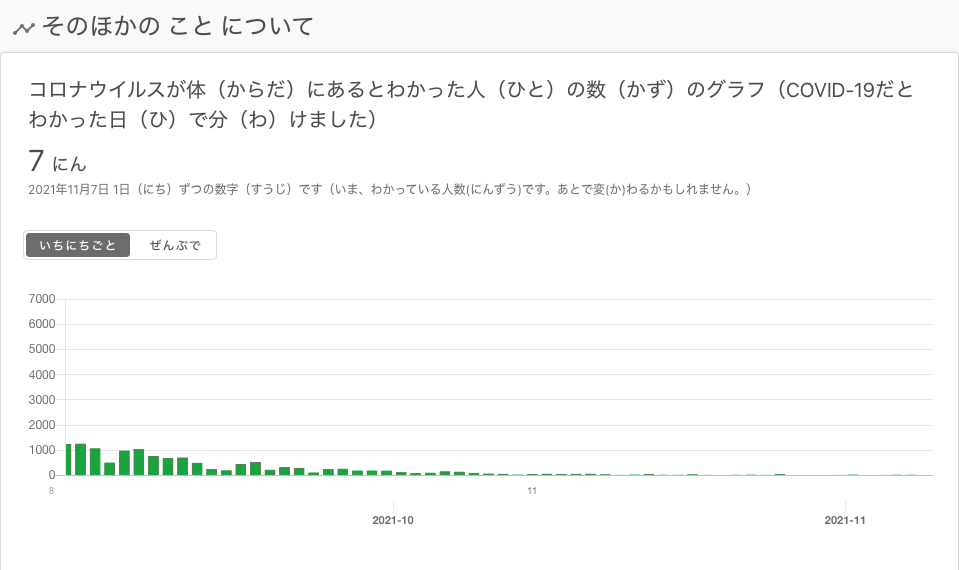 そのほかの こと について
コロナウイルスが体（からだ）にあるとわかった人（ひと）の数（かず）のグラフ（COVID-19だと
わかった日（ひ）で分（わ）けました）
7 にん
2021年11月7日 1日（にち）ずつの数字（すうじ）です（いま、わかっている人数(にんずう)です。あとで変(か)わるかもしれません。）
いちにちごと ぜんぶで
7000
6000
5000
4000
3000
2000
1000
0
8 11
2021-10 2021-11